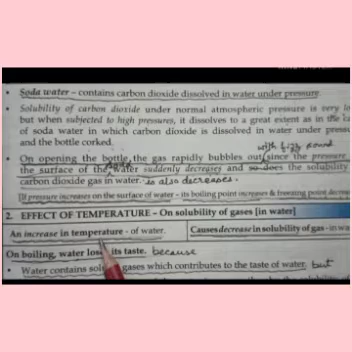 • Soda water – contains carbon dioxide dissolved in water under pressure.
• Solubility of carbon dioxide under normal atmospheric pressure is very
but when subjected to high pressures, it dissolves to a great extent as in the
of soda water in which carbon dioxide is dissolved in water under
and the bottle corked.
with fizz sound
• On opening the bottle, the gas rapidly bubbles out since the pressure
the surface of the water suddenly decreases and so does the solubility
carbon dioxide gas in water. is also decreases.
If pressure increases on the surface of water – its boiling point increases & freezing point
2. EFFECT OF TEMPERATURE – On solubility of gases [in water]
An increase in temperature - of water.
Causes decrease in solubility of gas - in
On boiling, water loses its taste. because
• Water contains gases which contributes to the taste of water. but